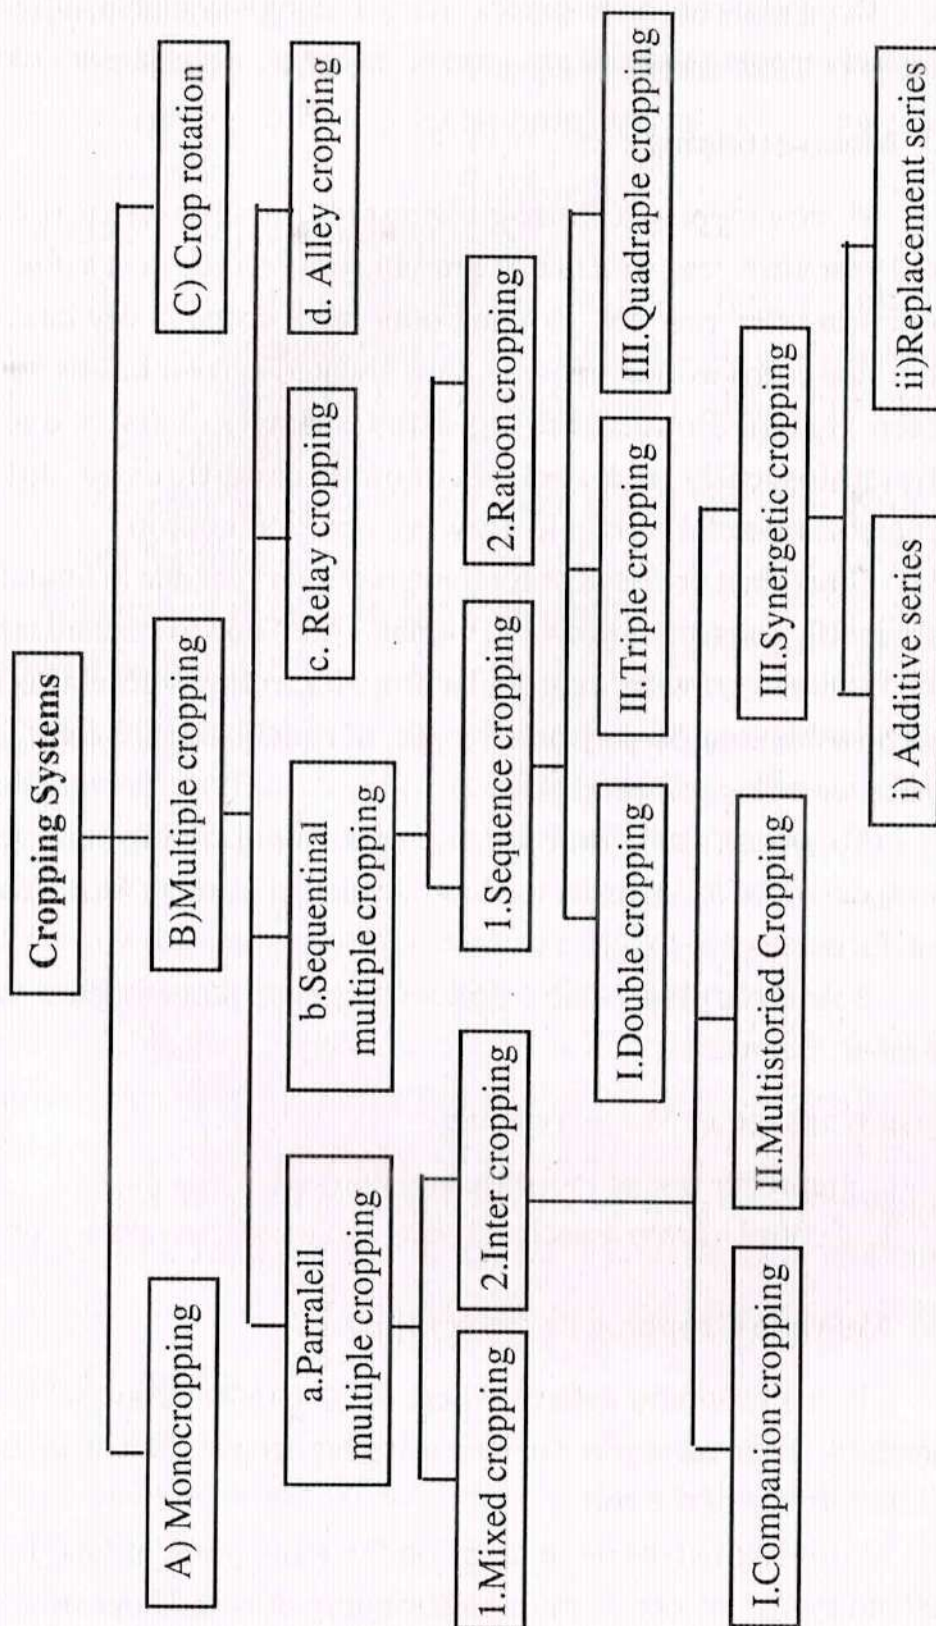 Cropping Systems
A) Monocropping
B)Multiple cropping
C) Crop rotation
a.Parralell
multiple cropping
b.Sequentinal
multiple cropping
c. Relay cropping
d. Alley cropping
1.Mixed cropping
2.Inter cropping
1.Sequence cropping
2.Ratoon cropping
I.Double cropping
II.Triple cropping
III.Quadraple cropping
I.Companion cropping
II.Multistoried Cropping
III.Synergetic cropping
i) Additive series
ii)Replacement series